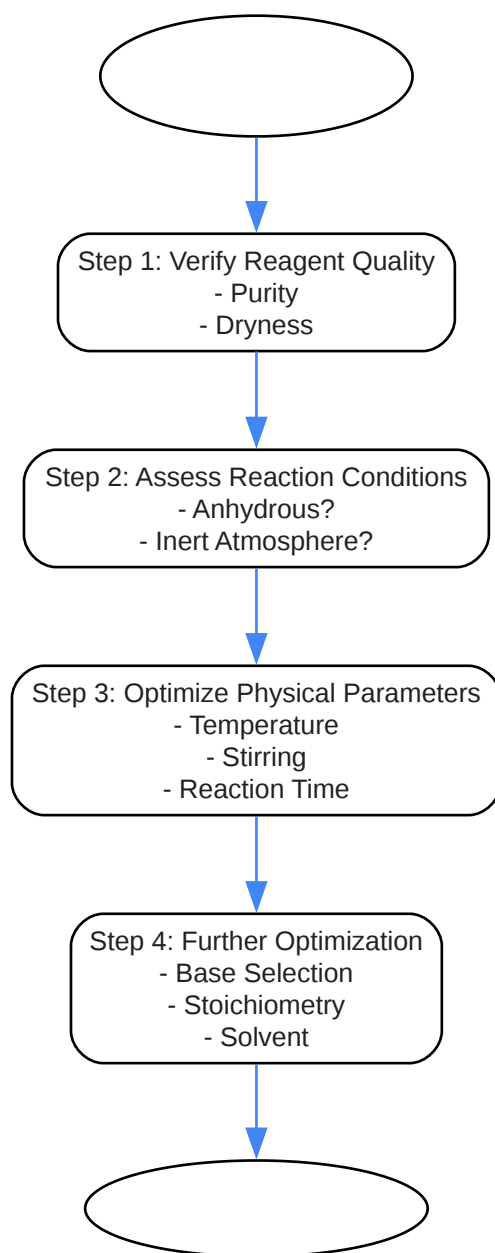 Step 1: Verify Reagent Quality
- Purity
- Dryness
Step 2: Assess Reaction Conditions
- Anhydrous?
- Inert Atmosphere?
Step 3: Optimize Physical Parameters
- Temperature
- Stirring
- Reaction Time
Step 4: Further Optimization
- Base Selection
- Stoichiometry
- Solvent